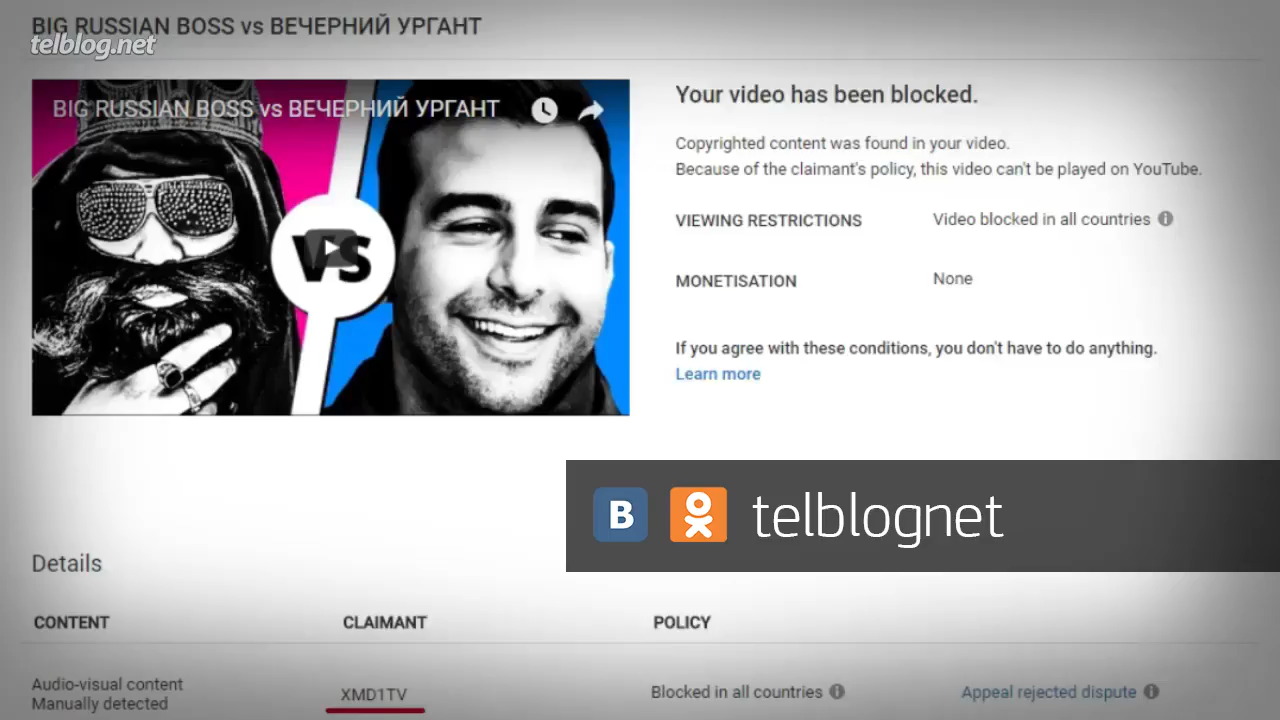 BIG RUSSIAN BOSS vs ВЕЧЕРНИЙ УРГАНТ
telblog.net
BIG RUSSIAN BOSS vs ВЕЧЕРНИЙ УРГАНТ
VS
Your video has been blocked.
Copyrighted content was found in your video.
Because of the claimant's policy, this video can't be played on YouTube.
VIEWING RESTRICTIONS Video blocked in all countries
MONETISATION None
If you agree with these conditions, you don't have to do anything.
Learn more
B telblognet
Details
CONTENT CLAIMANT POLICY
Audio-visual content
Manually detected
XMD1TV
Blocked in all countries
Appeal rejected dispute